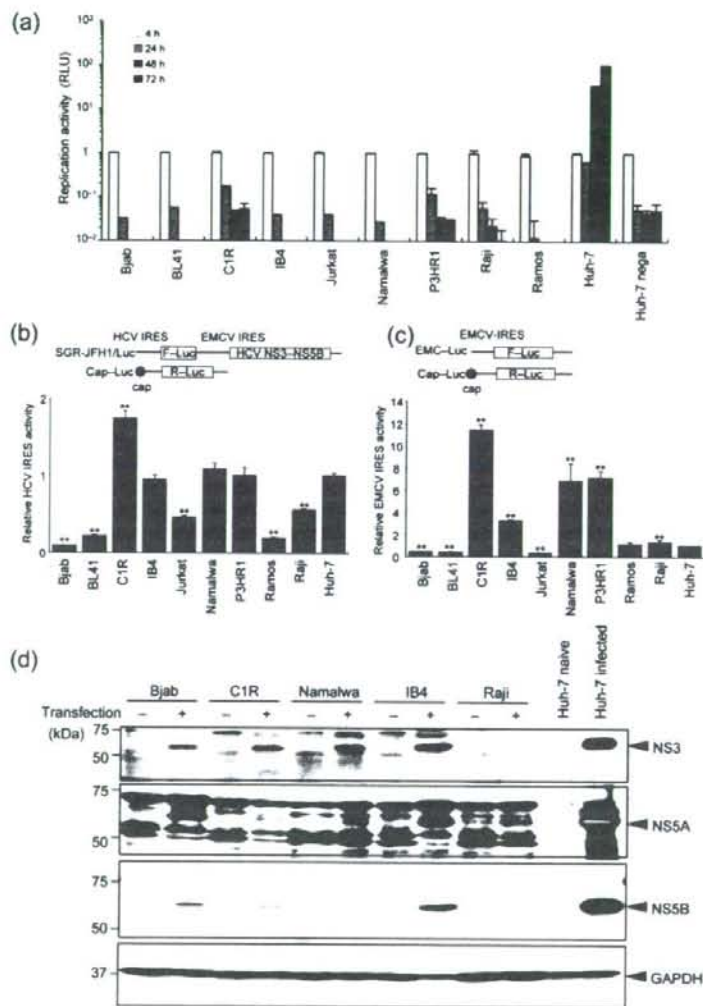 (a)
10³
10²
10¹
1
10⁻¹
10⁻²
Replication activity (RLU)
4 h
24 h
48 h
72 h
Bjab
BL41
C1R
IB4
Jurkat
Namalwa
P3HR1
Raji
Ramos
Huh-7
Huh-7 nega
(b)
HCV IRES EMCV IRES
SGR-JFH1/Luc F-Luc HCV NS3-NS5B
Cap-Luc R-Luc
cap
2
1
0
Relative HCV IRES activity
** ** ** ** ** **
Bjab
BL41
C1R
IB4
Jurkat
Namalwa
P3HR1
Ramos
Raji
Huh-7
(c)
EMCV-IRES
EMC-Luc F-Luc
Cap-Luc R-Luc
cap
14
12
10
8
6
4
2
0
Relative EMCV IRES activity
** ** ** ** ** ** ** **
Bjab
BL41
C1R
IB4
Jurkat
Namalwa
P3HR1
Ramos
Raji
Huh-7
(d)
Bjab C1R Namalwa IB4 Raji
Huh-7 naive
Huh-7 infected
Transfection − + − + − + − + − +
(kDa)
75
50
NS3
75
50
NS5A
75
50
NS5B
37
GAPDH